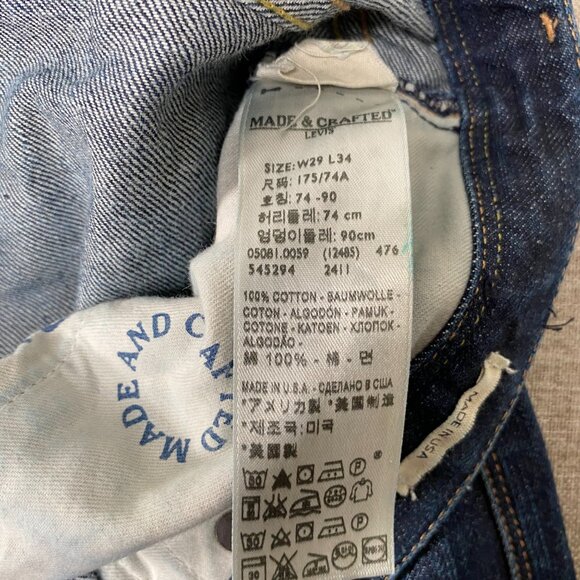 MADE & CRAFTED™
LEVI'S
SIZE: W29 L34
尺码: 175/74A
호칭: 74 -90
허리둘레: 74 cm
엉덩이둘레: 90cm
05081.0059 (12485) 476
545294 2411
100% COTTON - BAUMWOLLE -
COTON - ALGODÓN - PAMUK -
COTONE - KATOEN - ХЛОПОК -
ALGODÃO -
綿 100% - 棉 - 면
MADE IN U.S.A - СДЕЛАНО В США
*アメリカ製 *美國制造
*제조국:미국
*美國製
MADE AND CRAFTED
MADE IN USA